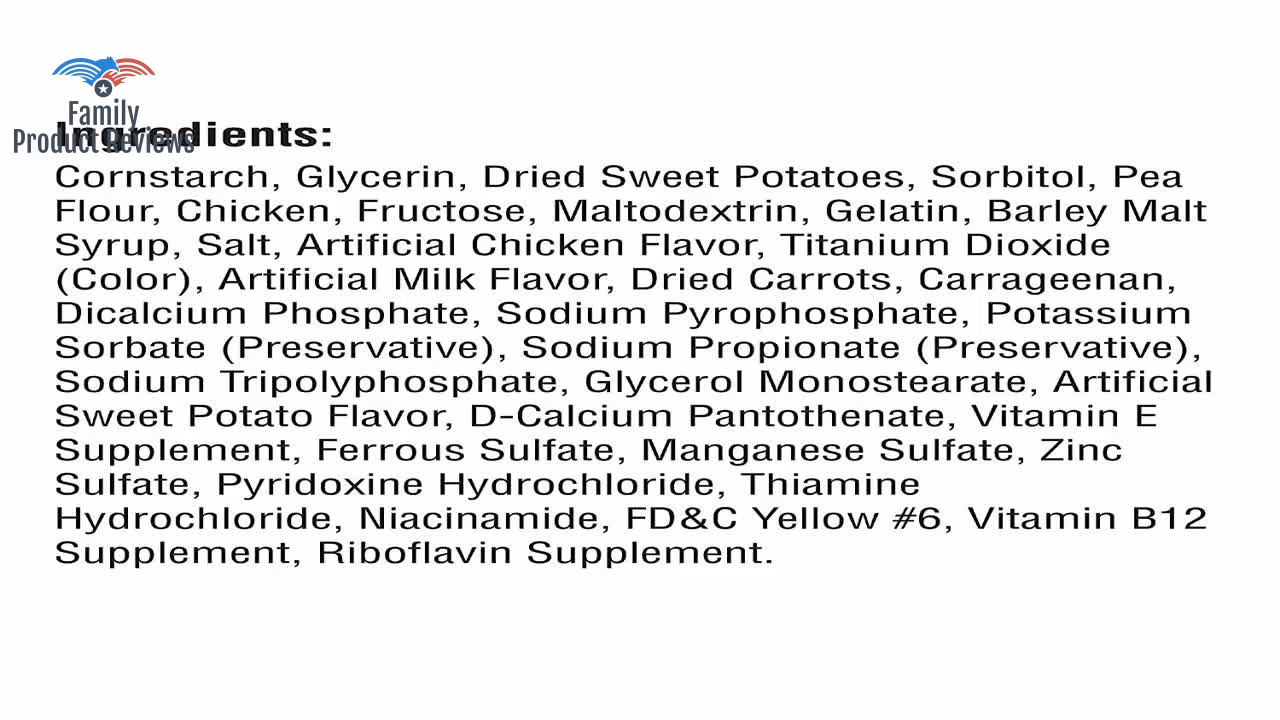 Family
Product Reviews
Ingredients:
Cornstarch, Glycerin, Dried Sweet Potatoes, Sorbitol, Pea
Flour, Chicken, Fructose, Maltodextrin, Gelatin, Barley Malt
Syrup, Salt, Artificial Chicken Flavor, Titanium Dioxide
(Color), Artificial Milk Flavor, Dried Carrots, Carrageenan,
Dicalcium Phosphate, Sodium Pyrophosphate, Potassium
Sorbate (Preservative), Sodium Propionate (Preservative),
Sodium Tripolyphosphate, Glycerol Monostearate, Artificial
Sweet Potato Flavor, D-Calcium Pantothenate, Vitamin E
Supplement, Ferrous Sulfate, Manganese Sulfate, Zinc
Sulfate, Pyridoxine Hydrochloride, Thiamine
Hydrochloride, Niacinamide, FD&C Yellow #6, Vitamin B12
Supplement, Riboflavin Supplement.